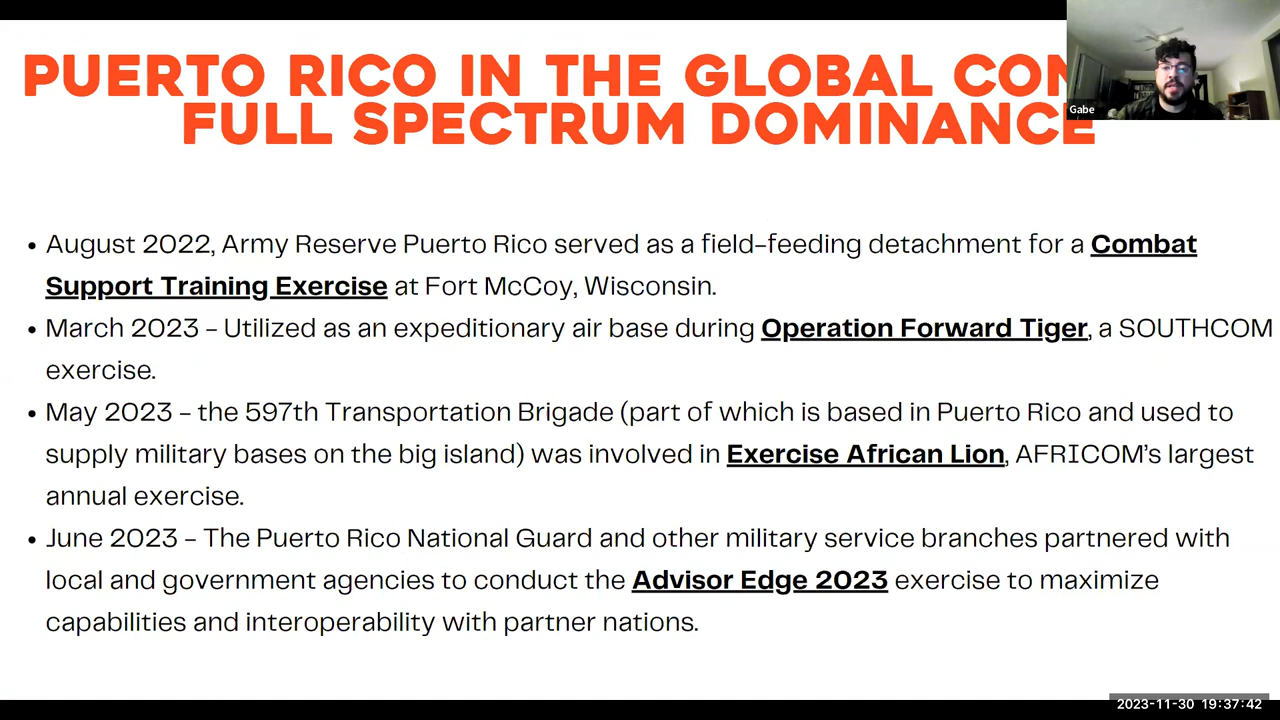 PUERTO RICO IN THE GLOBAL
FULL SPECTRUM DOMINANCE
Gabe
• August 2022, Army Reserve Puerto Rico served as a field-feeding detachment for a Combat
Support Training Exercise at Fort McCoy, Wisconsin.
• March 2023 - Utilized as an expeditionary air base during Operation Forward Tiger, a SOUTHCOM
exercise.
• May 2023 - the 597th Transportation Brigade (part of which is based in Puerto Rico and used to
supply military bases on the big island) was involved in Exercise African Lion, AFRICOM's largest
annual exercise.
• June 2023 - The Puerto Rico National Guard and other military service branches partnered with
local and government agencies to conduct the Advisor Edge 2023 exercise to maximize
capabilities and interoperability with partner nations.
2023-11-30 19:37:42